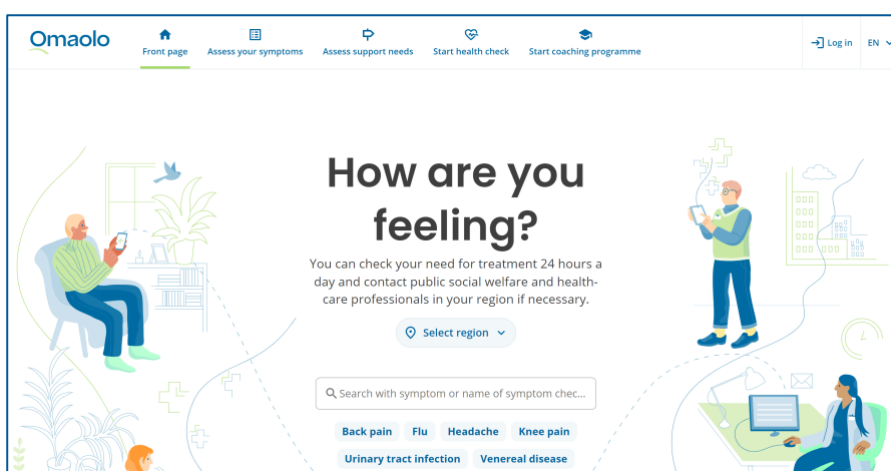 Omaolo
Front page
Assess your symptoms
Assess support needs
Start health check
Start coaching programme
Log in
EN
How are you
feeling?
You can check your need for treatment 24 hours a
day and contact public social welfare and health-
care professionals in your region if necessary.
Select region
Search with symptom or name of symptom chec...
Back pain Flu Headache Knee pain
Urinary tract infection Venereal disease